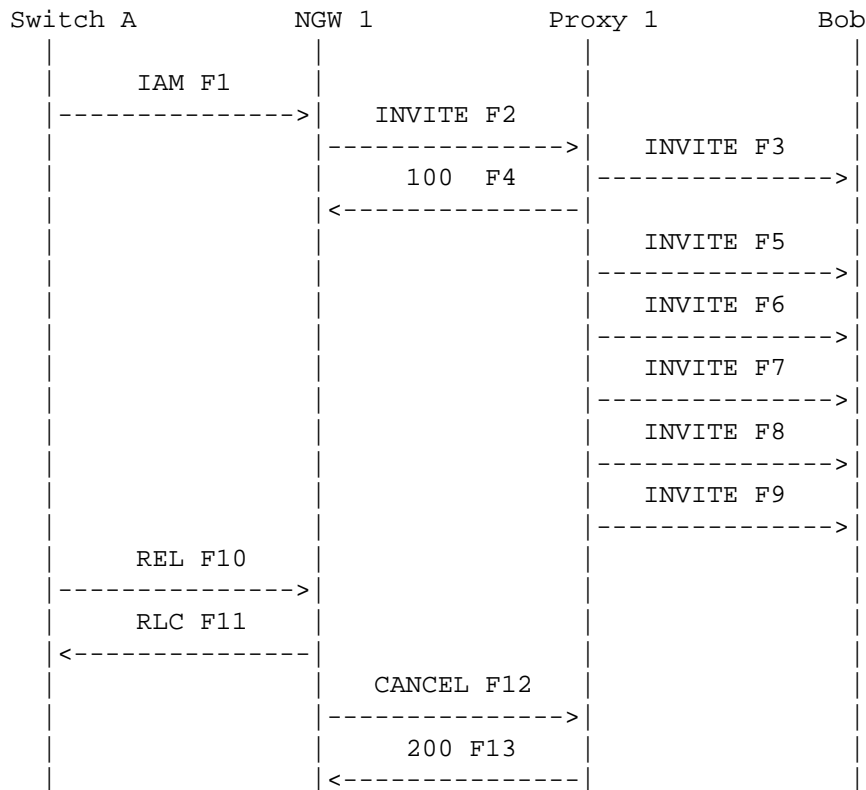 Switch A NGW 1 Proxy 1 Bob
IAM F1
INVITE F2
INVITE F3
100 F4
INVITE F5
INVITE F6
INVITE F7
INVITE F8
INVITE F9
REL F10
RLC F11
CANCEL F12
200 F13